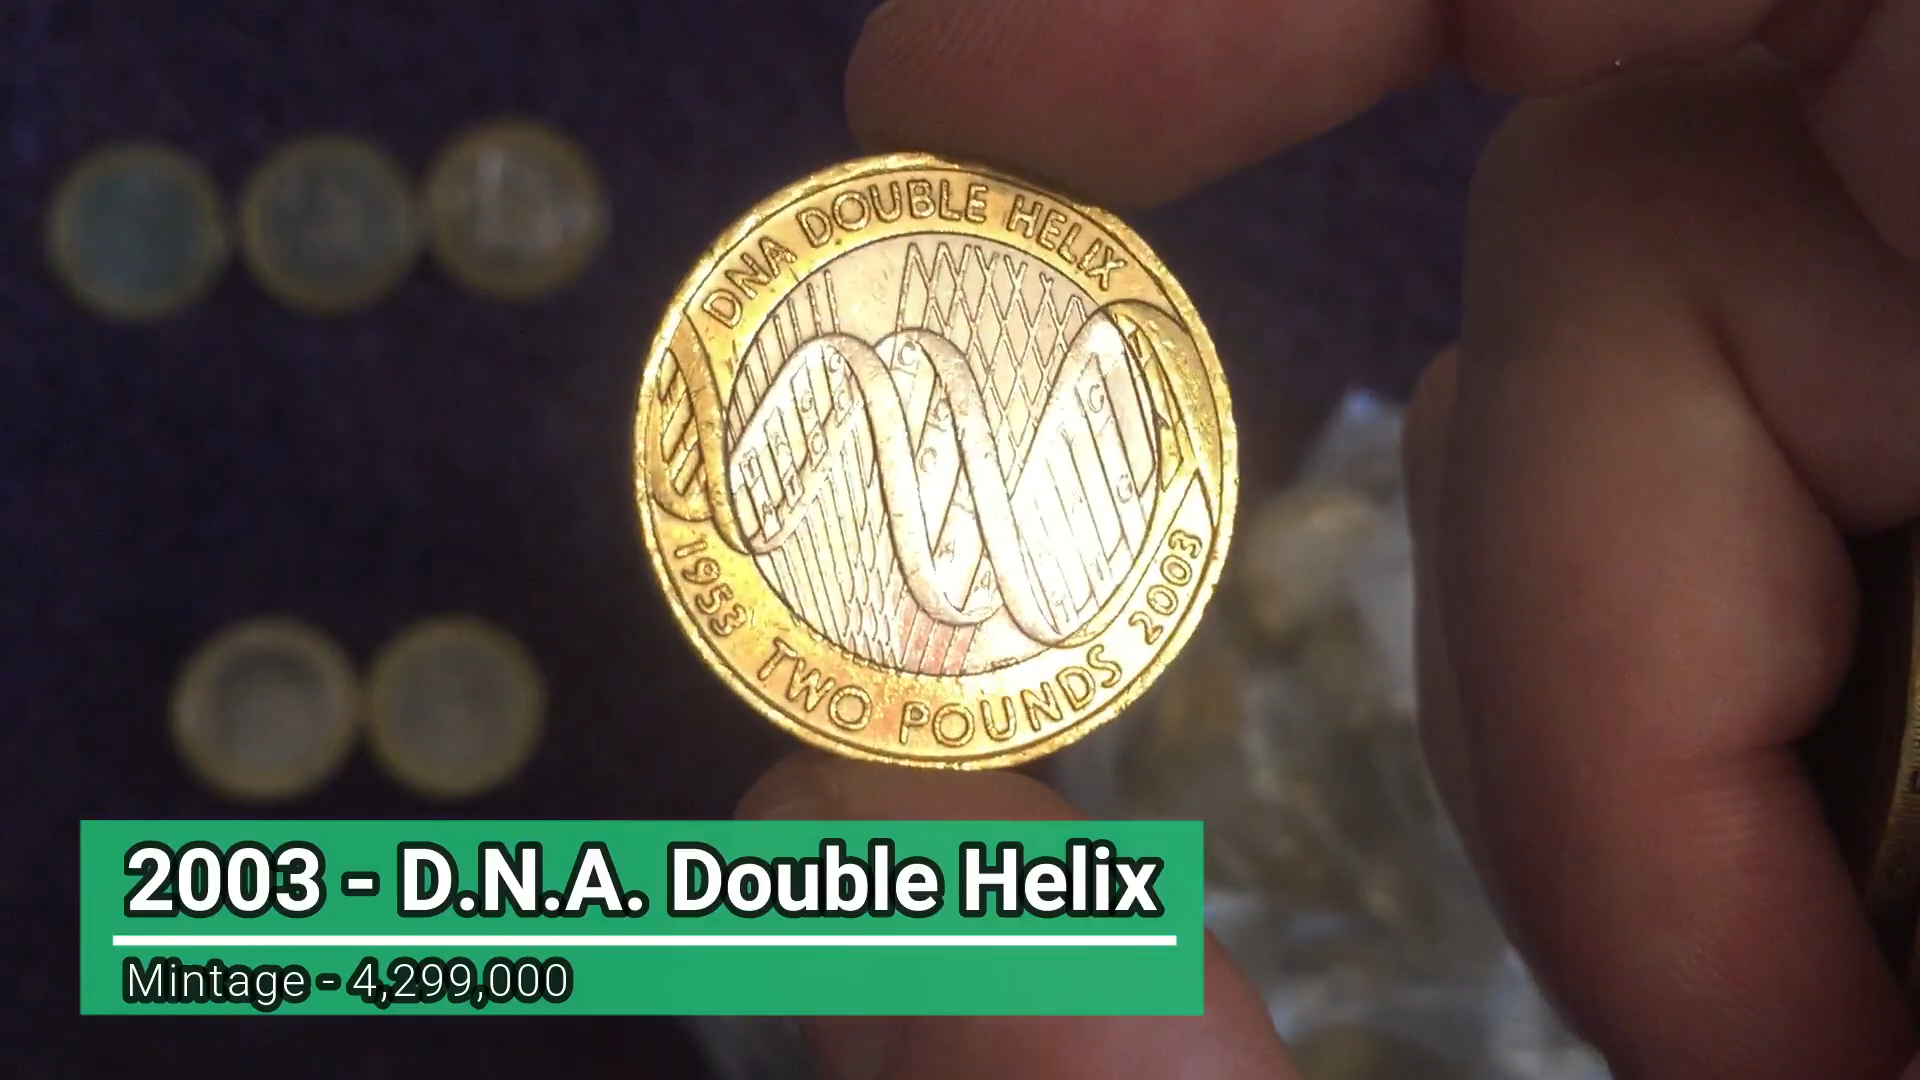 DNA DOUBLE HELIX
1953 TWO POUNDS 2003
2003 - D.N.A. Double Helix
Mintage - 4,299,000